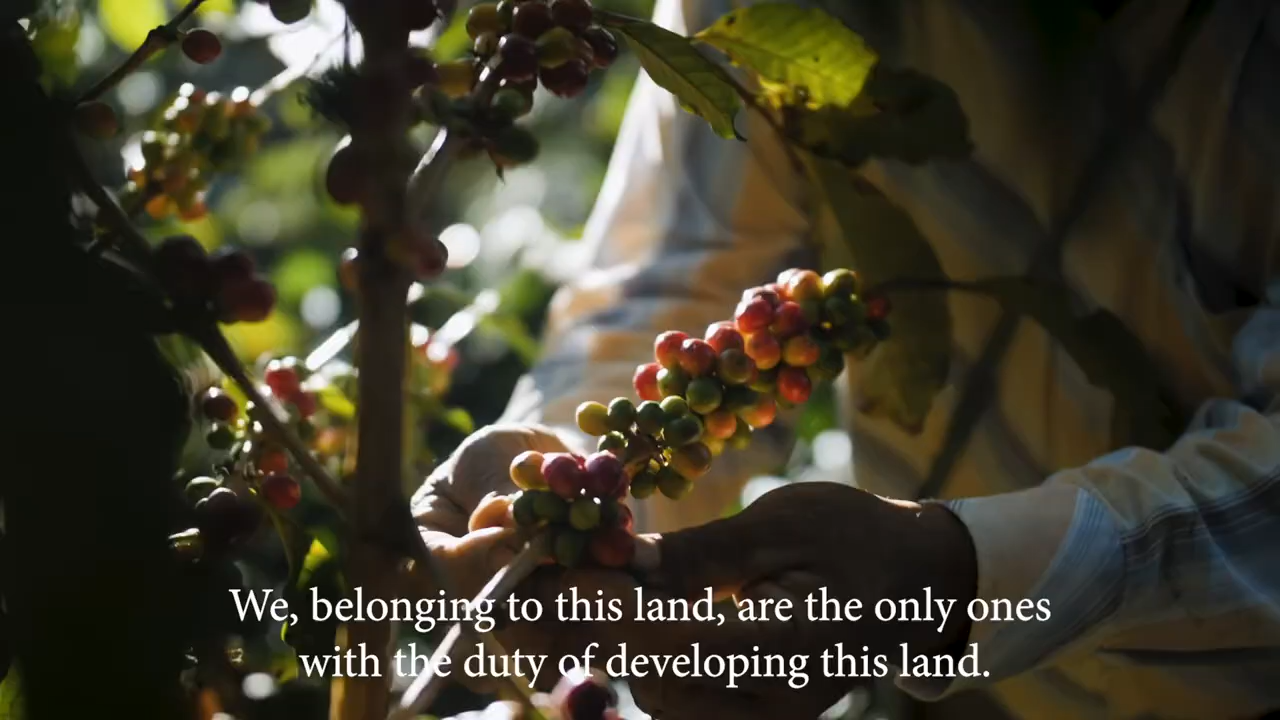 We, belonging to this land, are the only ones
with the duty of developing this land.